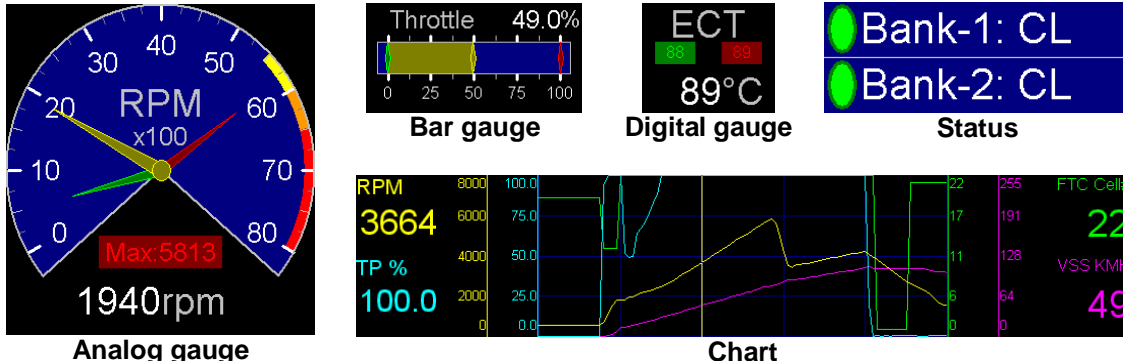 40
30 50
20 60
RPM
x100
10 70
0 80
Max:5813
1940rpm
Analog gauge
Throttle 49.0%
0 25 50 75 100
Bar gauge
ECT
88 89
89°C
Digital gauge
Bank-1: CL
Bank-2: CL
Status
RPM 8000 100.0 22 255 FTC Cell#
3664 6000 75.0 17 191 22
4000 50.0 11 128
TP % VSS KMH
100.0 2000 25.0 6 64 49
0 0.0 0 0
Chart